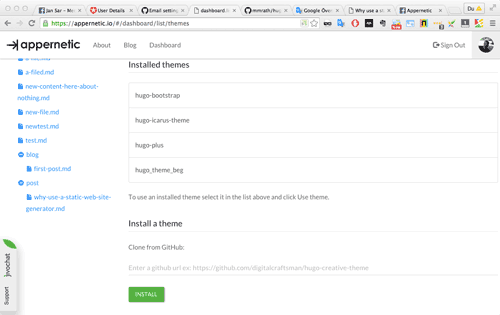 Jan Sar - No
User Details
Email setting
dashboard
mmrath/hug
Google Over
Why use a s
Appernetic
Du
https://appernetic.io/#/dashboard/list/themes
appernetic
About
Blog
Dashboard
Sign Out
a-filed.md
new-content-here-about-
nothing.md
new-file.md
newtest.md
test.md
blog
first-post.md
post
why-use-a-static-web-site-
generator.md
Installed themes
hugo-bootstrap
hugo-icarus-theme
hugo-plus
hugo_theme_beg
To use an installed theme select it in the list above and click Use theme.
Install a theme
Clone from GitHub:
Enter a github url ex: https://github.com/digitalcraftsman/hugo-creative-theme
INSTALL
jivochat
Support